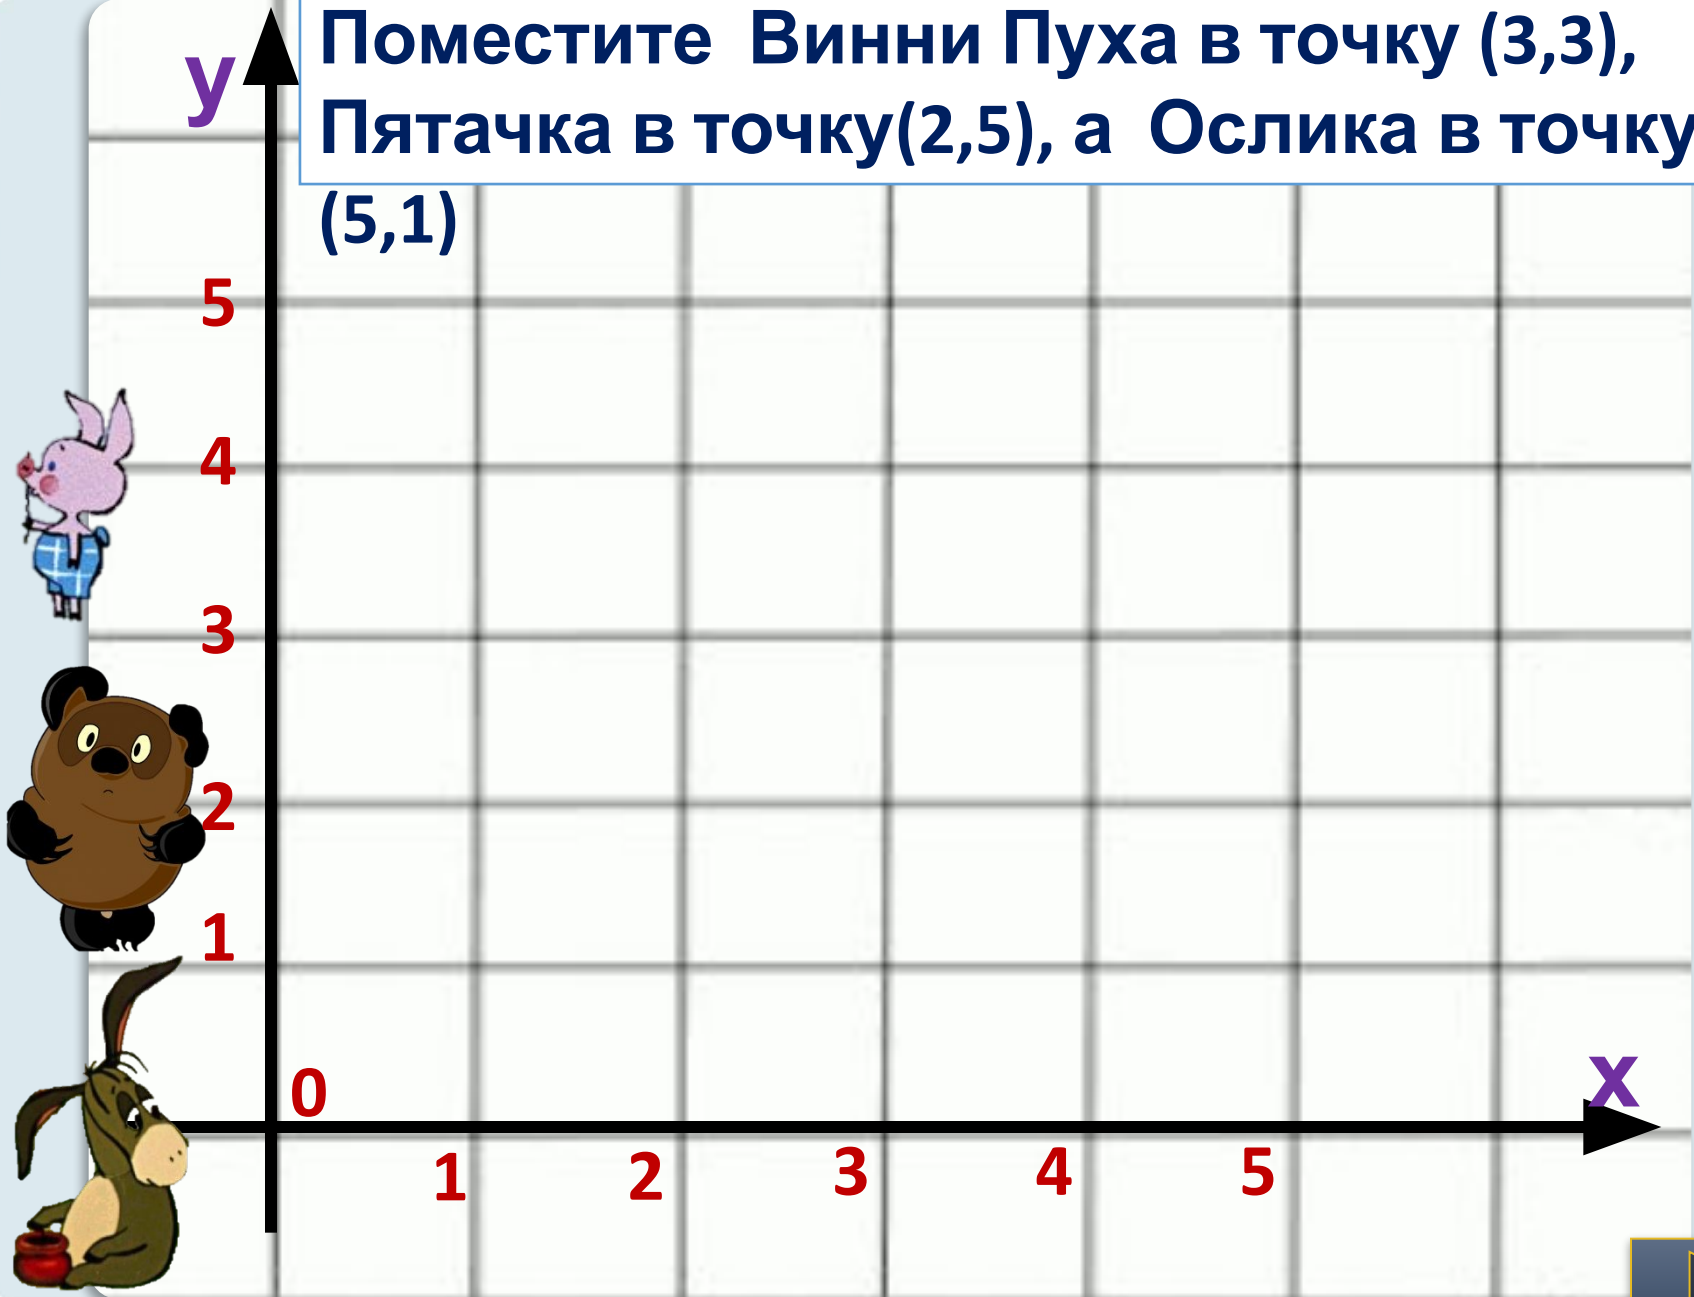 Поместите Винни Пуха в точку (3,3),
Пятачка в точку(2,5), а Ослика в точку
(5,1)
у
5
4
3
2
1
0
х
1 2 3 4 5